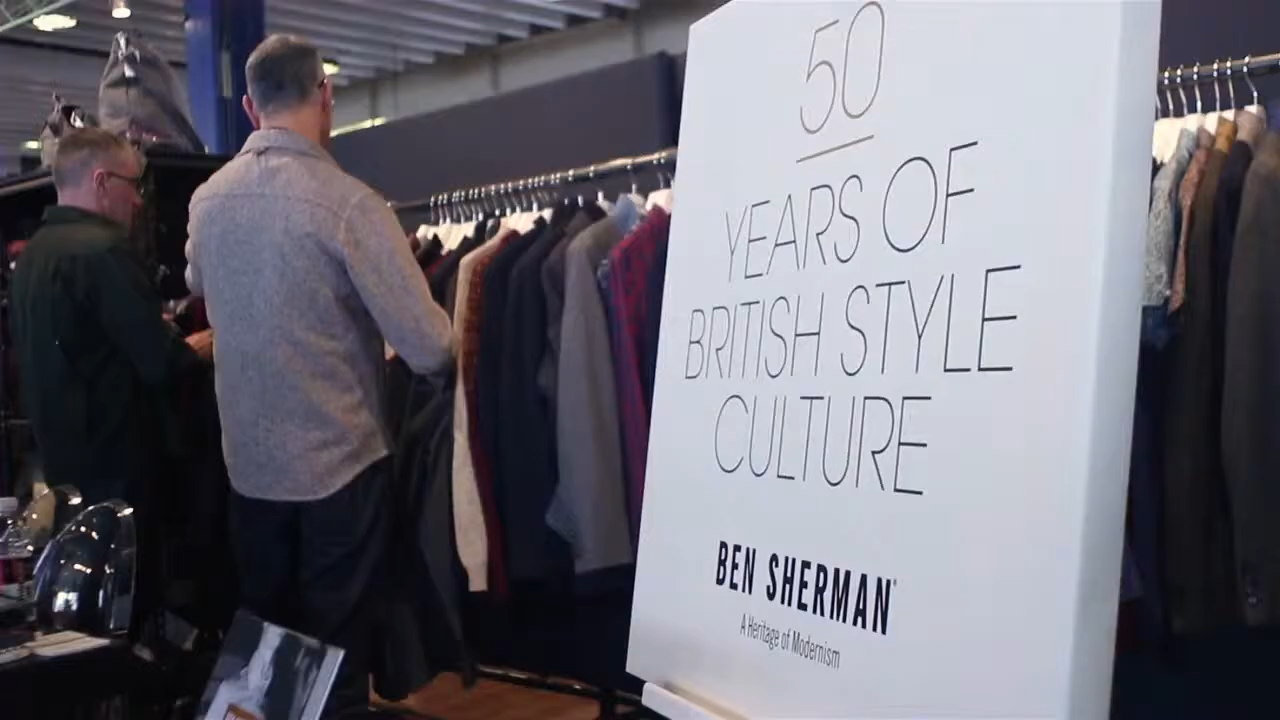 50
YEARS OF
BRITISH STYLE
CULTURE
BEN SHERMAN
A Heritage of Modernism